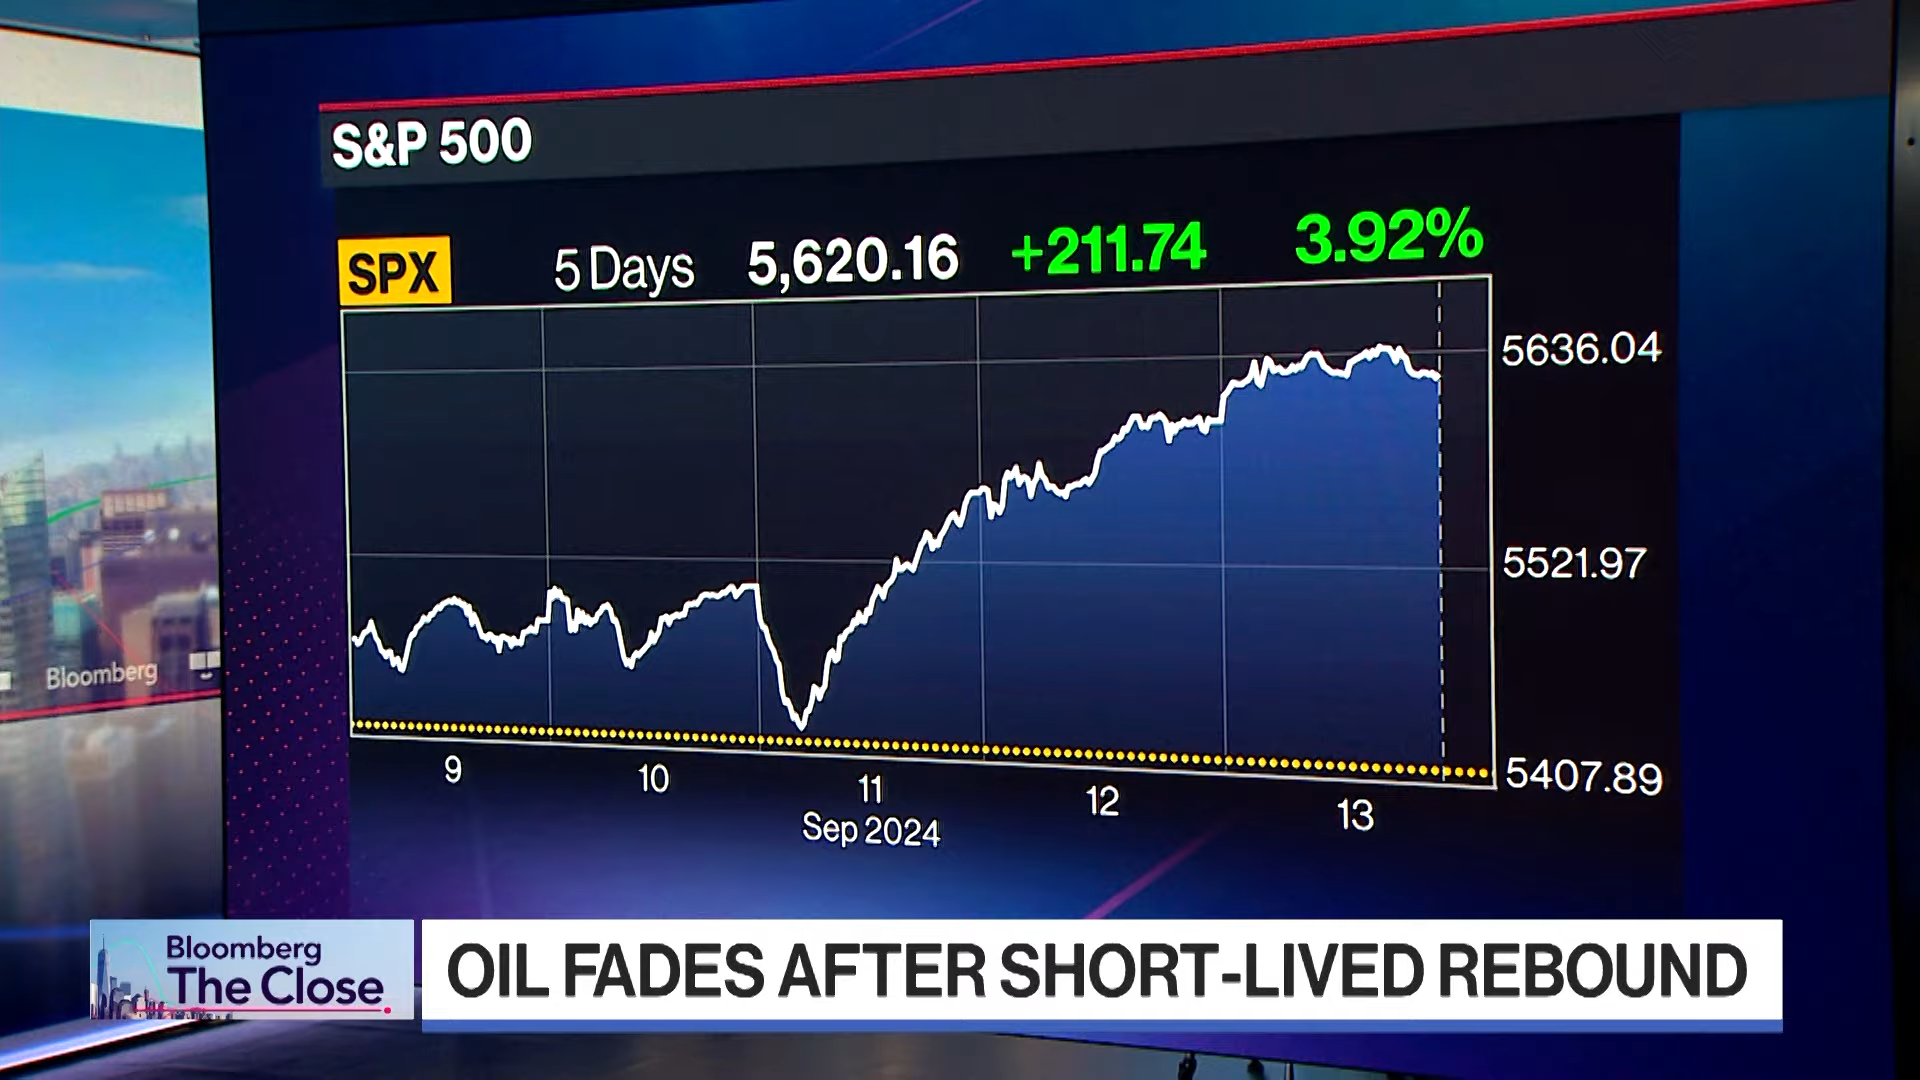 S&P 500
SPX 5 Days 5,620.16 +211.74 3.92%
5636.04
5521.97
5407.89
9 10 11 12 13
Sep 2024
Bloomberg
Bloomberg
The Close
OIL FADES AFTER SHORT-LIVED REBOUND